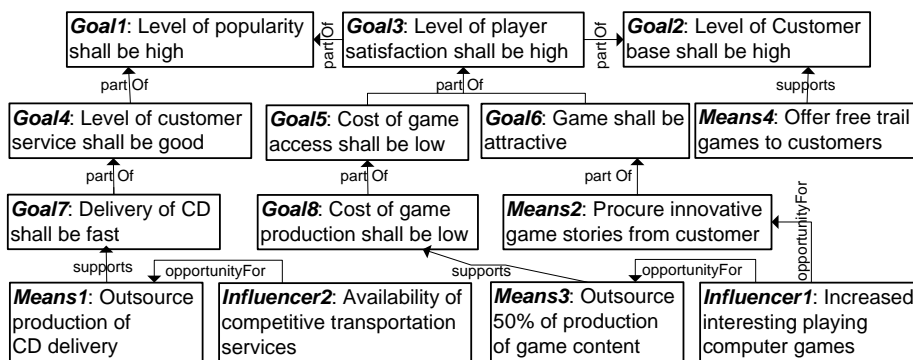 Goal1: Level of popularity
shall be high
Goal3: Level of player
satisfaction shall be high
Goal2: Level of Customer
base shall be high
part Of
part Of
part Of
part Of
supports
Goal4: Level of customer
service shall be good
Goal5: Cost of game
access shall be low
Goal6: Game shall be
attractive
Means4: Offer free trail
games to customers
part Of
part Of
part Of
opportunityFor
Goal7: Delivery of CD
shall be fast
Goal8: Cost of game
production shall be low
Means2: Procure innovative
game stories from customer
supports
opportunityFor
supports
opportunityFor
Means1: Outsource
production of
CD delivery
Influencer2: Availability of
competitive transportation
services
Means3: Outsource
50% of production
of game content
Influencer1: Increased
interesting playing
computer games